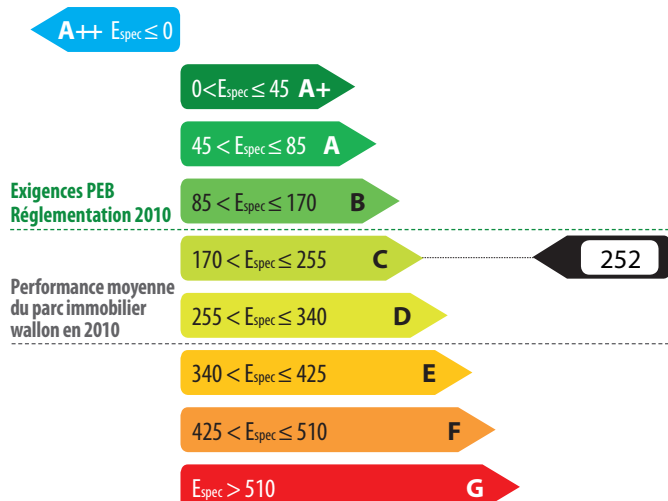 A++ Espec ≤ 0
0 < Espec ≤ 45 A+
45 < Espec ≤ 85 A
Exigences PEB
Réglementation 2010
85 < Espec ≤ 170 B
170 < Espec ≤ 255 C
252
Performance moyenne
du parc immobilier
wallon en 2010
255 < Espec ≤ 340 D
340 < Espec ≤ 425 E
425 < Espec ≤ 510 F
Espec > 510 G